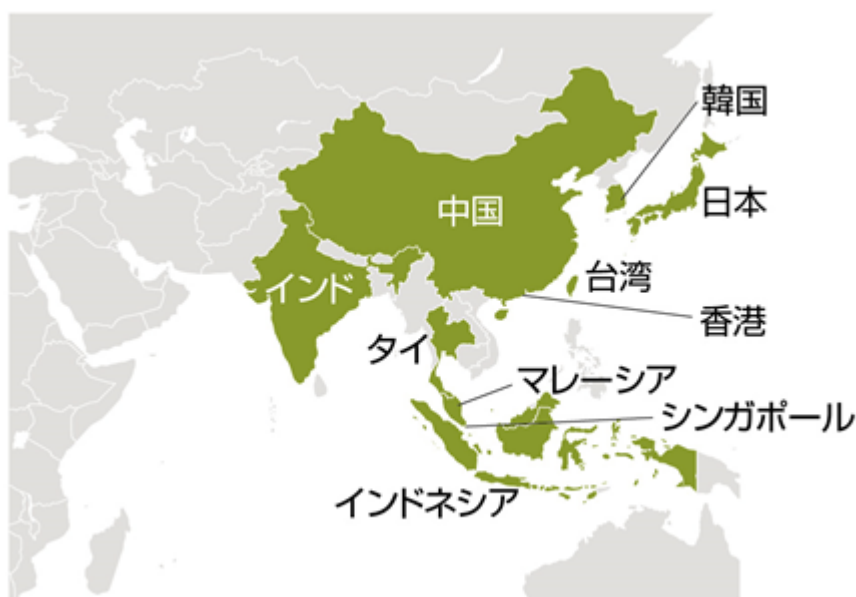 韓国
中国
日本
インド
台湾
香港
タイ
マレーシア
シンガポール
インドネシア